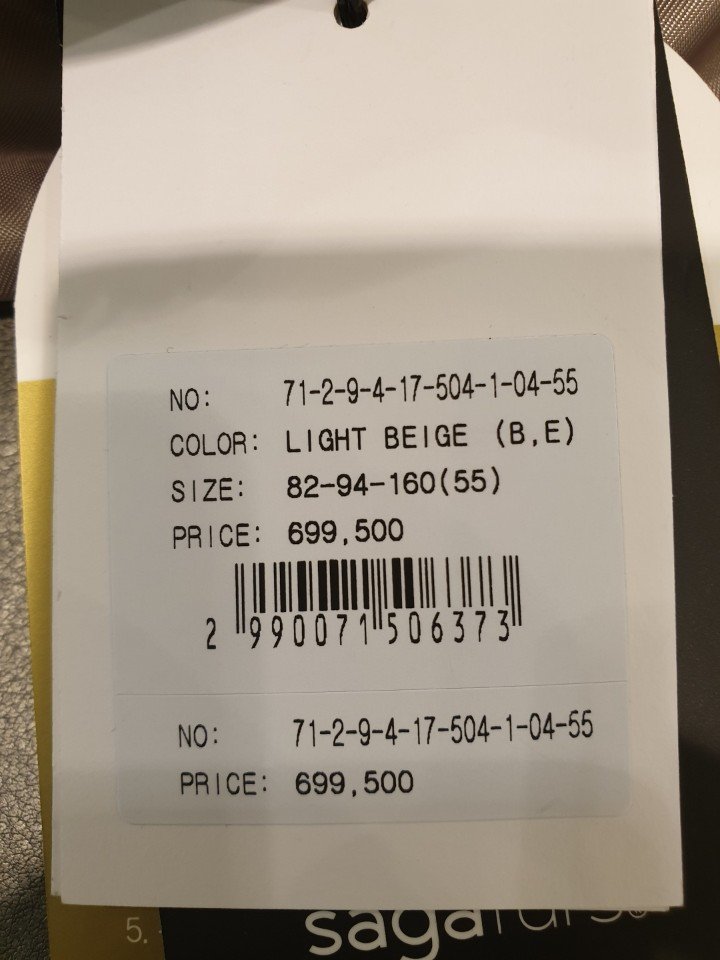 NO: 71-2-9-4-17-504-1-04-55
COLOR: LIGHT BEIGE (B,E)
SIZE: 82-94-160(55)
PRICE: 699,500
2 990071 506373
NO: 71-2-9-4-17-504-1-04-55
PRICE: 699,500
5.
saga furs®